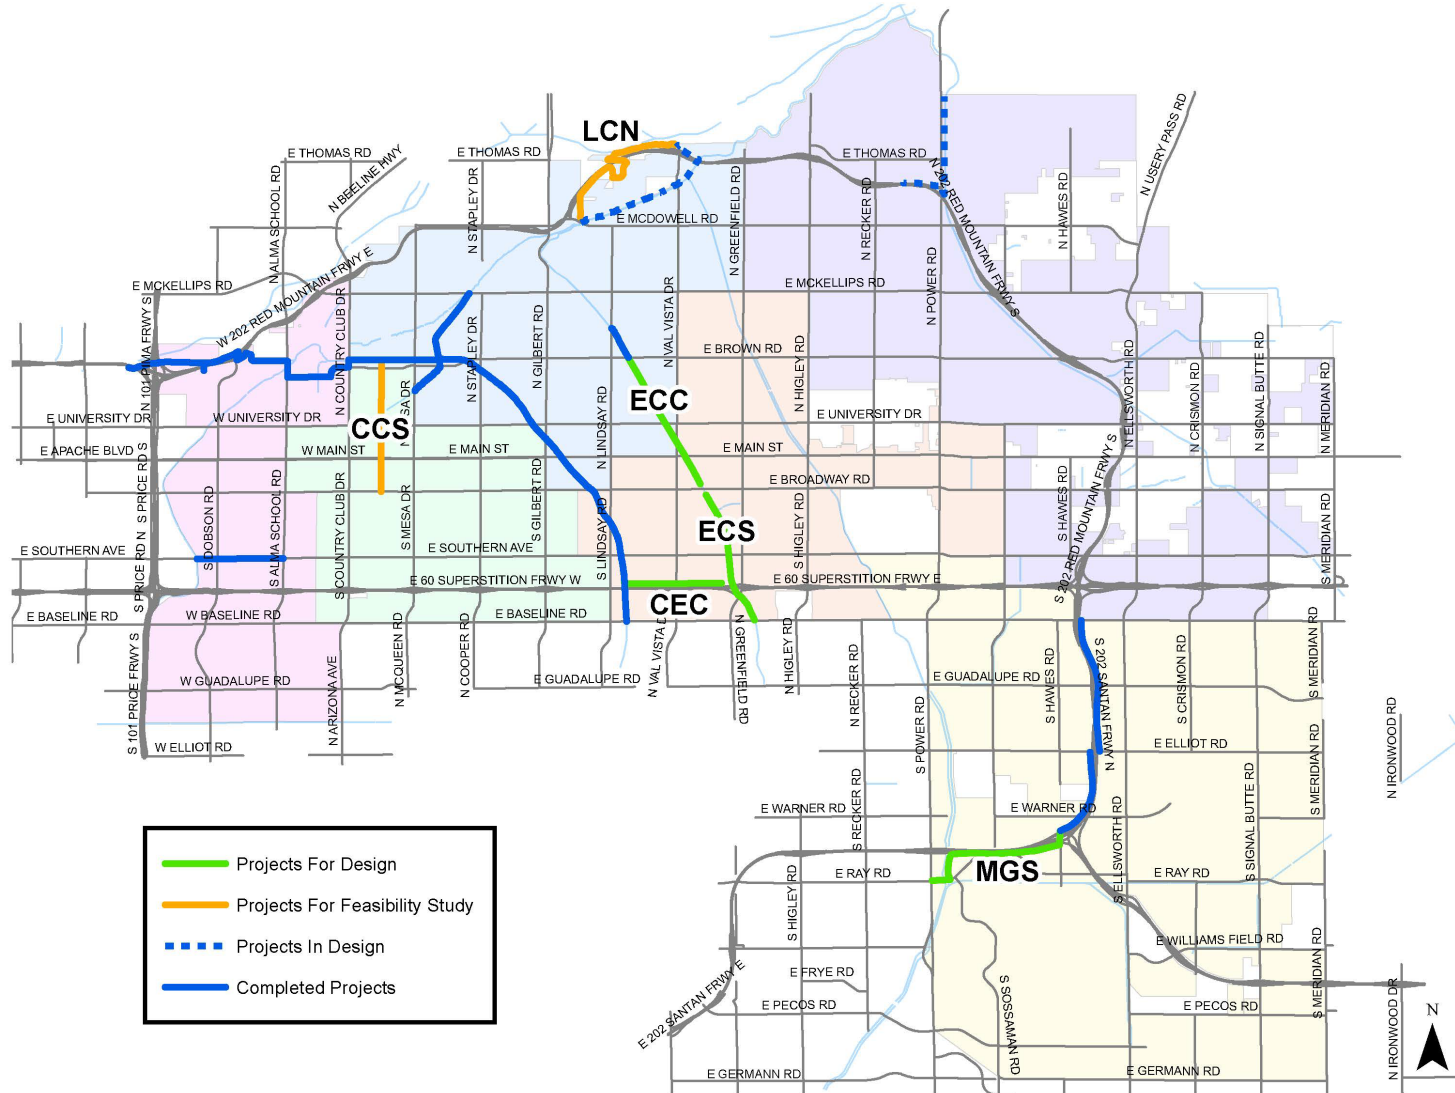 LCN
E THOMAS RD
E THOMAS RD
E THOMAS RD
N BEELINE HWY
N USERY PASS RD
N ALMA SCHOOL RD
N STAPLEY DR
E MCDOWELL RD
N GREENFIELD RD
N RECKER RD
N 202 RED MOUNTAIN FRWY S
N HAWES RD
E MCKELLIPS RD
W 202 RED MOUNTAIN FRWY E
E MCKELLIPS RD
N 101 PIMA FRWY S
N COUNTRY CLUB DR
N STAPLEY DR
N GILBERT RD
N VAL VISTA DR
E BROWN RD
N HIGLEY RD
N POWER RD
N ELLSWORTH RD
N CRISMON RD
N SIGNAL BUTTE RD
N MERIDIAN RD
ECC
CCS
E UNIVERSITY DR
W UNIVERSITY DR
E UNIVERSITY DR
N LINDSAY RD
E APACHE BLVD
W MAIN ST
E MAIN ST
E MAIN ST
E BROADWAY RD
N PRICE RD S
S PRICE RD N
S DOBSON RD
S ALMA SCHOOL RD
S COUNTRY CLUB DR
S MESA DR
S GILBERT RD
S LINDSAY RD
ECS
S HIGLEY RD
S HAWES RD
S 202 RED MOUNTAIN FRWY S
S MERIDIAN RD
E SOUTHERN AVE
E SOUTHERN AVE
E 60 SUPERSTITION FRWY W
E 60 SUPERSTITION FRWY E
CEC
E BASELINE RD
W BASELINE RD
E BASELINE RD
S 101 PRICE FRWY S
W GUADALUPE RD
N ARIZONA AVE
N MCQUEEN RD
N COOPER RD
E GUADALUPE RD
N GREENFIELD RD
N HIGLEY RD
N RECKER RD
E GUADALUPE RD
S POWER RD
S HAWES RD
S 202 SANTAN FRWY N
S CRISMON RD
S MERIDIAN RD
W ELLIOT RD
E ELLIOT RD
N IRONWOOD RD
S MERIDIAN RD
S SIGNAL BUTTE RD
E WARNER RD
E WARNER RD
S RECKER RD
S ELLSWORTH RD
MGS
E RAY RD
E RAY RD
S HIGLEY RD
E WILLIAMS FIELD RD
S MERIDIAN RD
E FRYE RD
E PECOS RD
E PECOS RD
E 202 SANTAN FRWY E
S SOSSAMAN RD
E GERMANN RD
E GERMANN RD
N IRONWOOD DR
N
Projects For Design
Projects For Feasibility Study
Projects In Design
Completed Projects